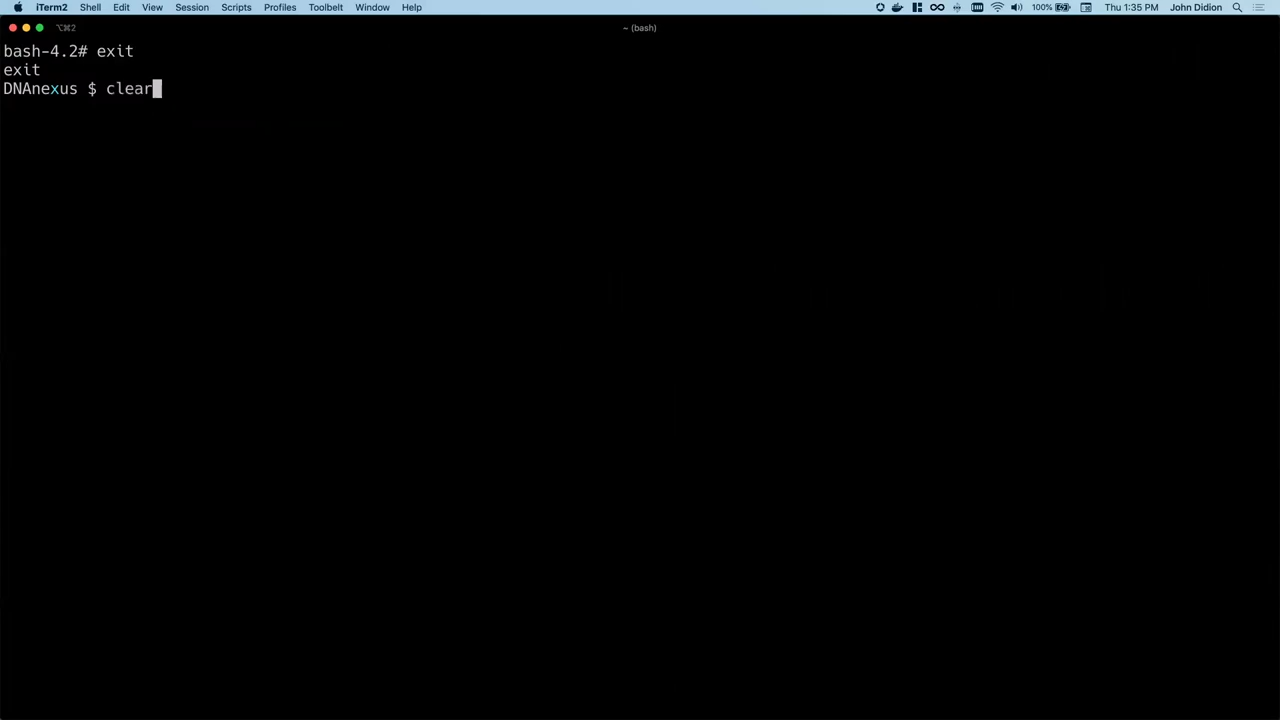 iTerm2 Shell Edit View Session Scripts Profiles Toolbelt Window Help 100% Thu 1:35 PM John Didion
⌥⌘2 ~ (bash)
bash-4.2# exit
exit
DNAnexus $ clear